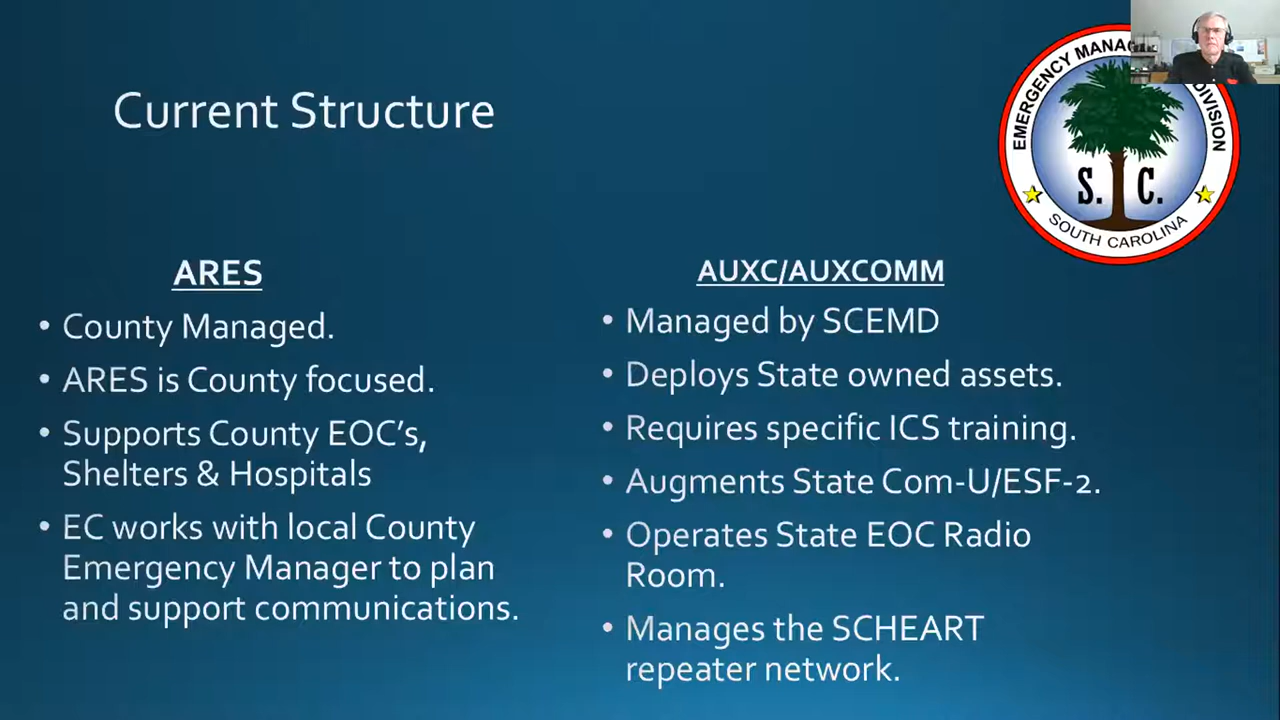 Current Structure
EMERGENCY MANAG
DIVISION
S. C.
SOUTH CAROLINA
ARES
• County Managed.
• ARES is County focused.
• Supports County EOC’s,
Shelters & Hospitals
• EC works with local County
Emergency Manager to plan
and support communications.
AUXC/AUXCOMM
• Managed by SCEMD
• Deploys State owned assets.
• Requires specific ICS training.
• Augments State Com-U/ESF-2.
• Operates State EOC Radio
Room.
• Manages the SCHEART
repeater network.